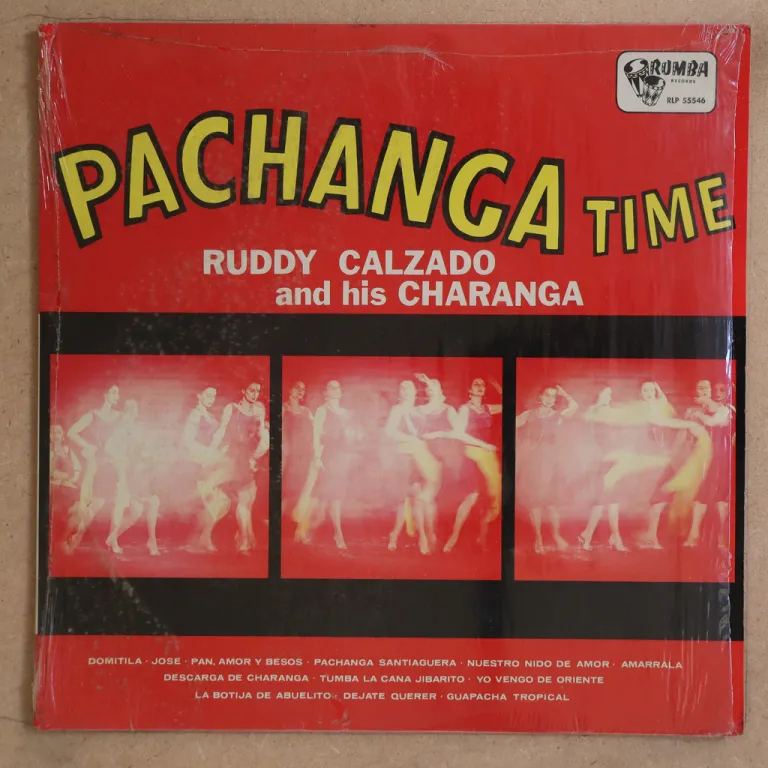 RUMBA
RECORDS
RLP 55546
PACHANGA TIME
RUDDY CALZADO
and his CHARANGA
DOMITILA · JOSE · PAN, AMOR Y BESOS · PACHANGA SANTIAGUERA · NUESTRO NIDO DE AMOR · AMARRALA
DESCARGA DE CHARANGA · TUMBA LA CANA JIBARITO · YO VENGO DE ORIENTE
LA BOTIJA DE ABUELITO · DEJATE QUERER · GUAPACHA TROPICAL